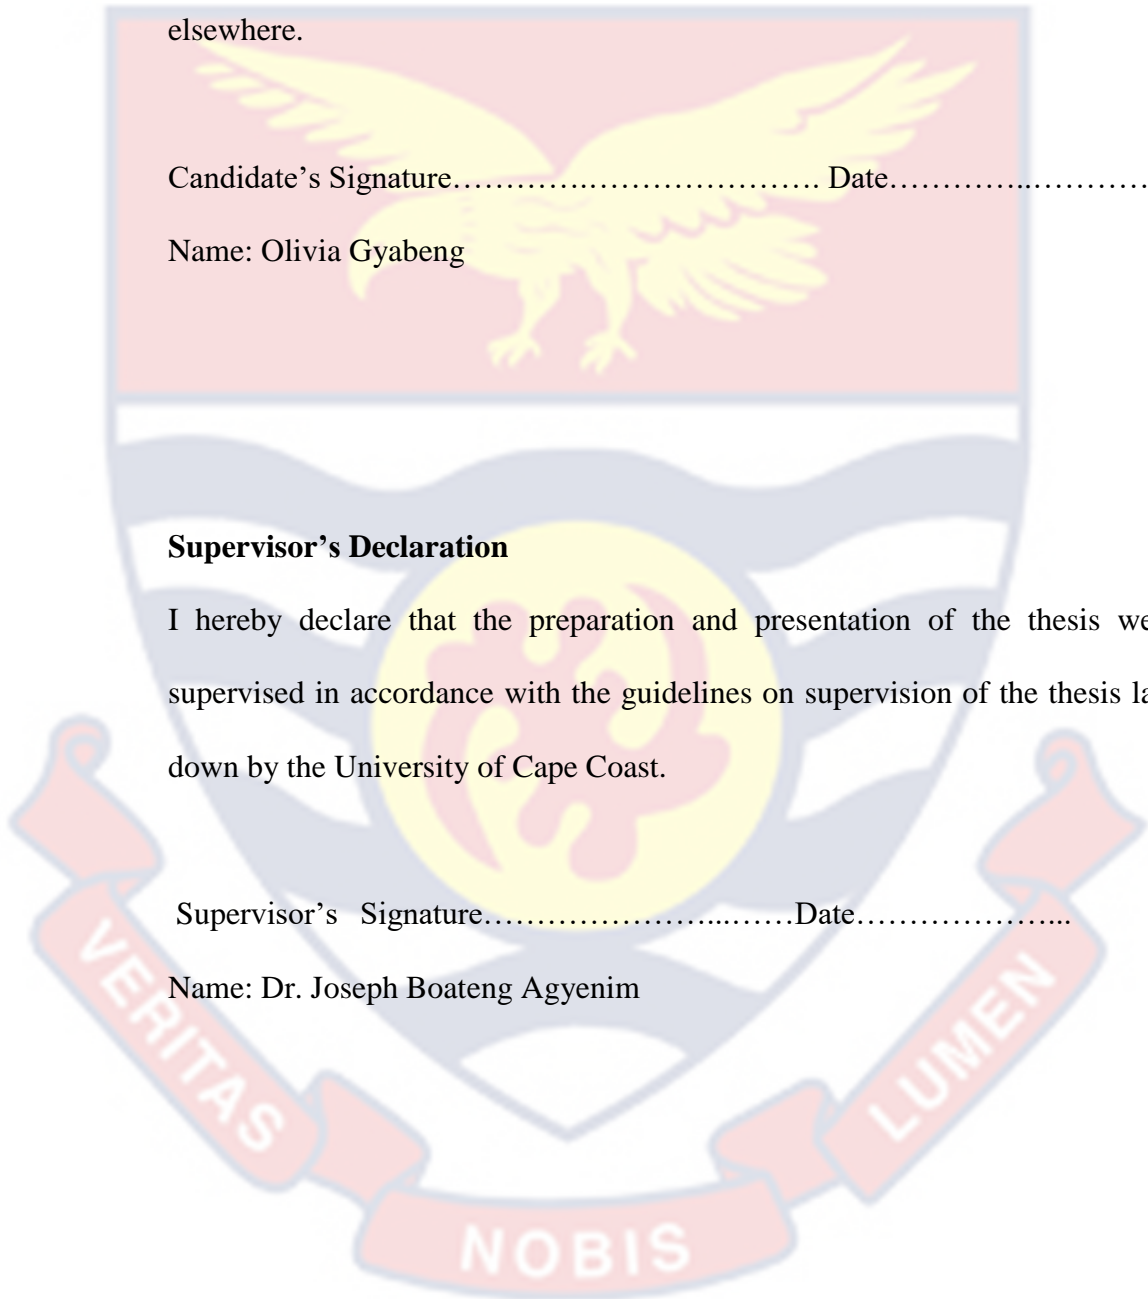 elsewhere.
Candidate’s Signature………….…………………. Date…………..…………
Name: Olivia Gyabeng
Supervisor’s Declaration
I hereby declare that the preparation and presentation of the thesis we
supervised in accordance with the guidelines on supervision of the thesis la
down by the University of Cape Coast.
Supervisor’s Signature…………………...……Date………………...
Name: Dr. Joseph Boateng Agyenim
VERITAS
NOBIS
LUMEN